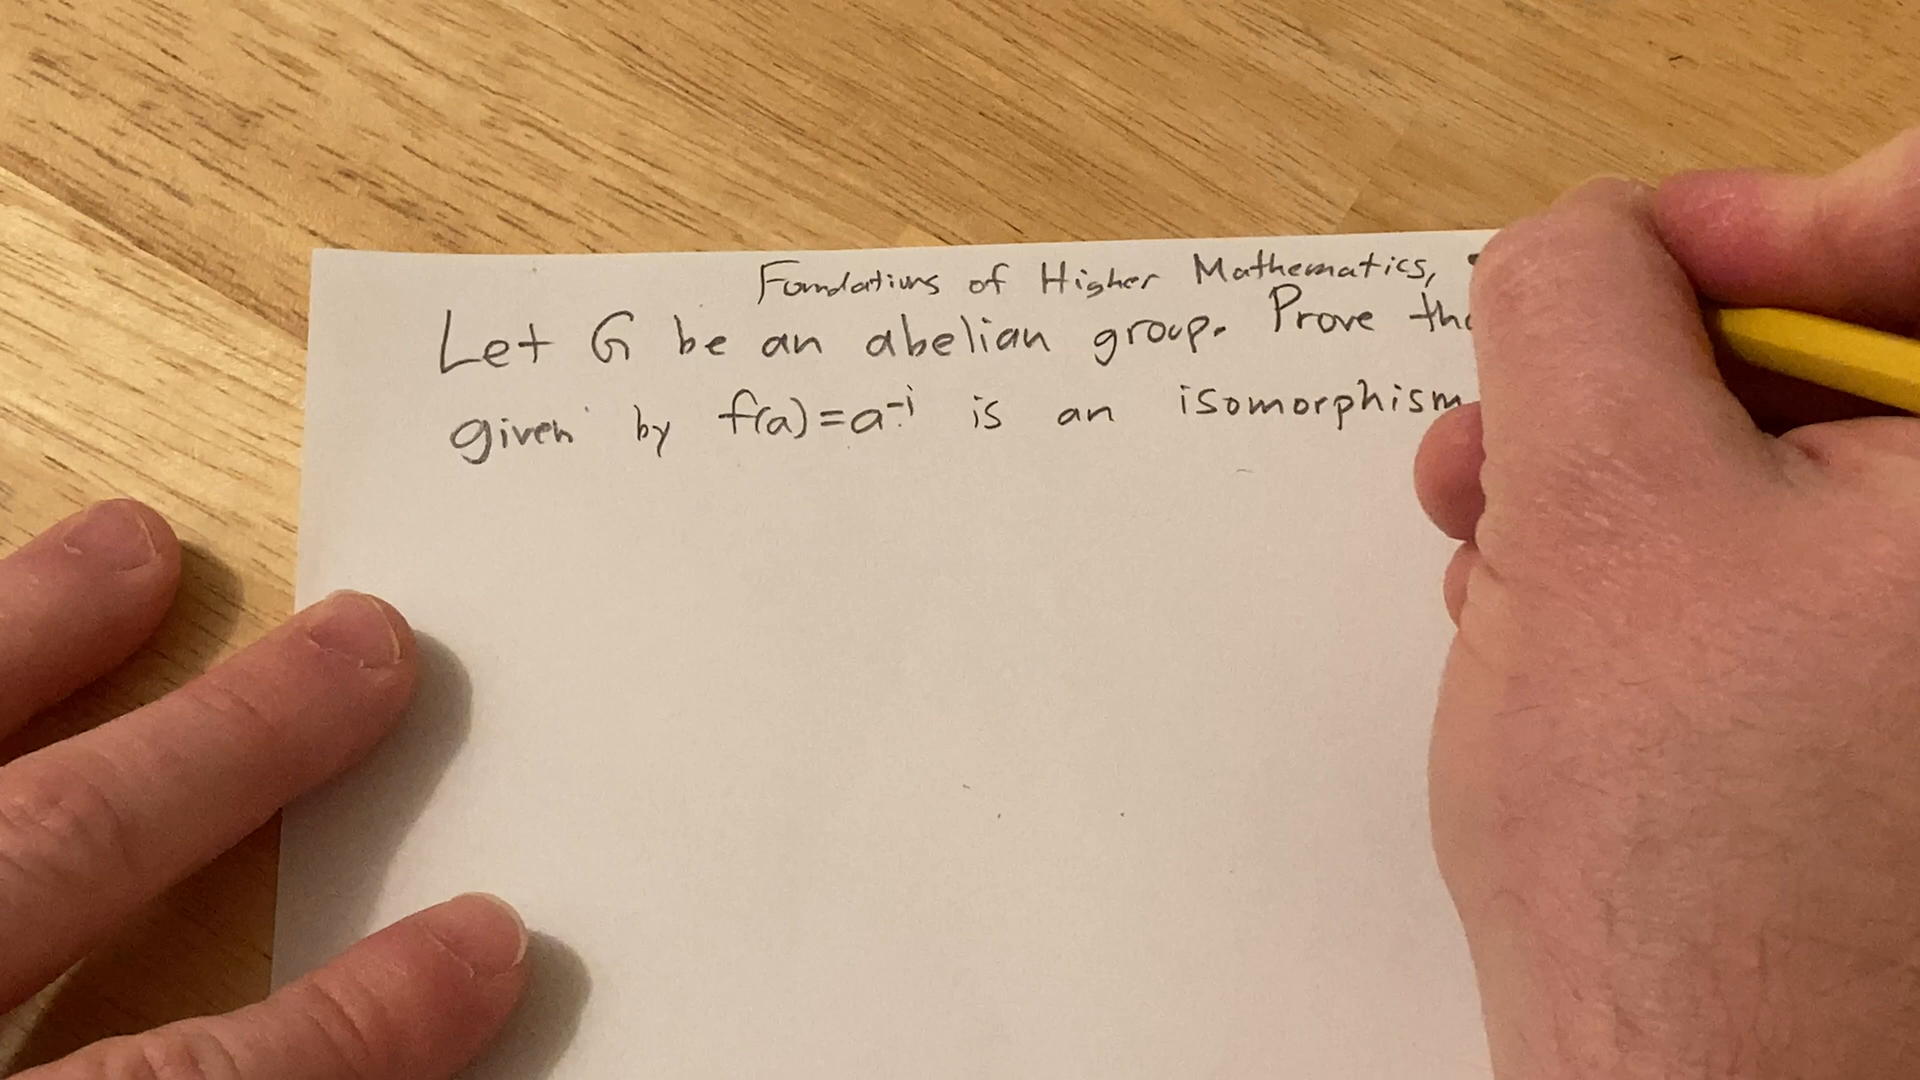 Foundations of Higher Mathematics,
Let G be an abelian group. Prove
given by f(a)=a⁻¹ is an isomorphism